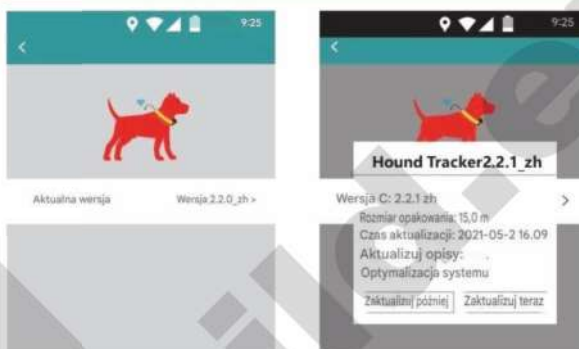 9:25
Aktualna wersja
Wersja 2.2.0_zh >
9:25
Hound Tracker2.2.1_zh
Wersja C: 2.2.1 zh
Rozmiar opakowania: 15,0 m
Czas aktualizacji: 2021-05-2 16.09
Aktualizuj opisy:
Optymalizacja systemu
Zaktualizuj później
Zaktualizuj teraz